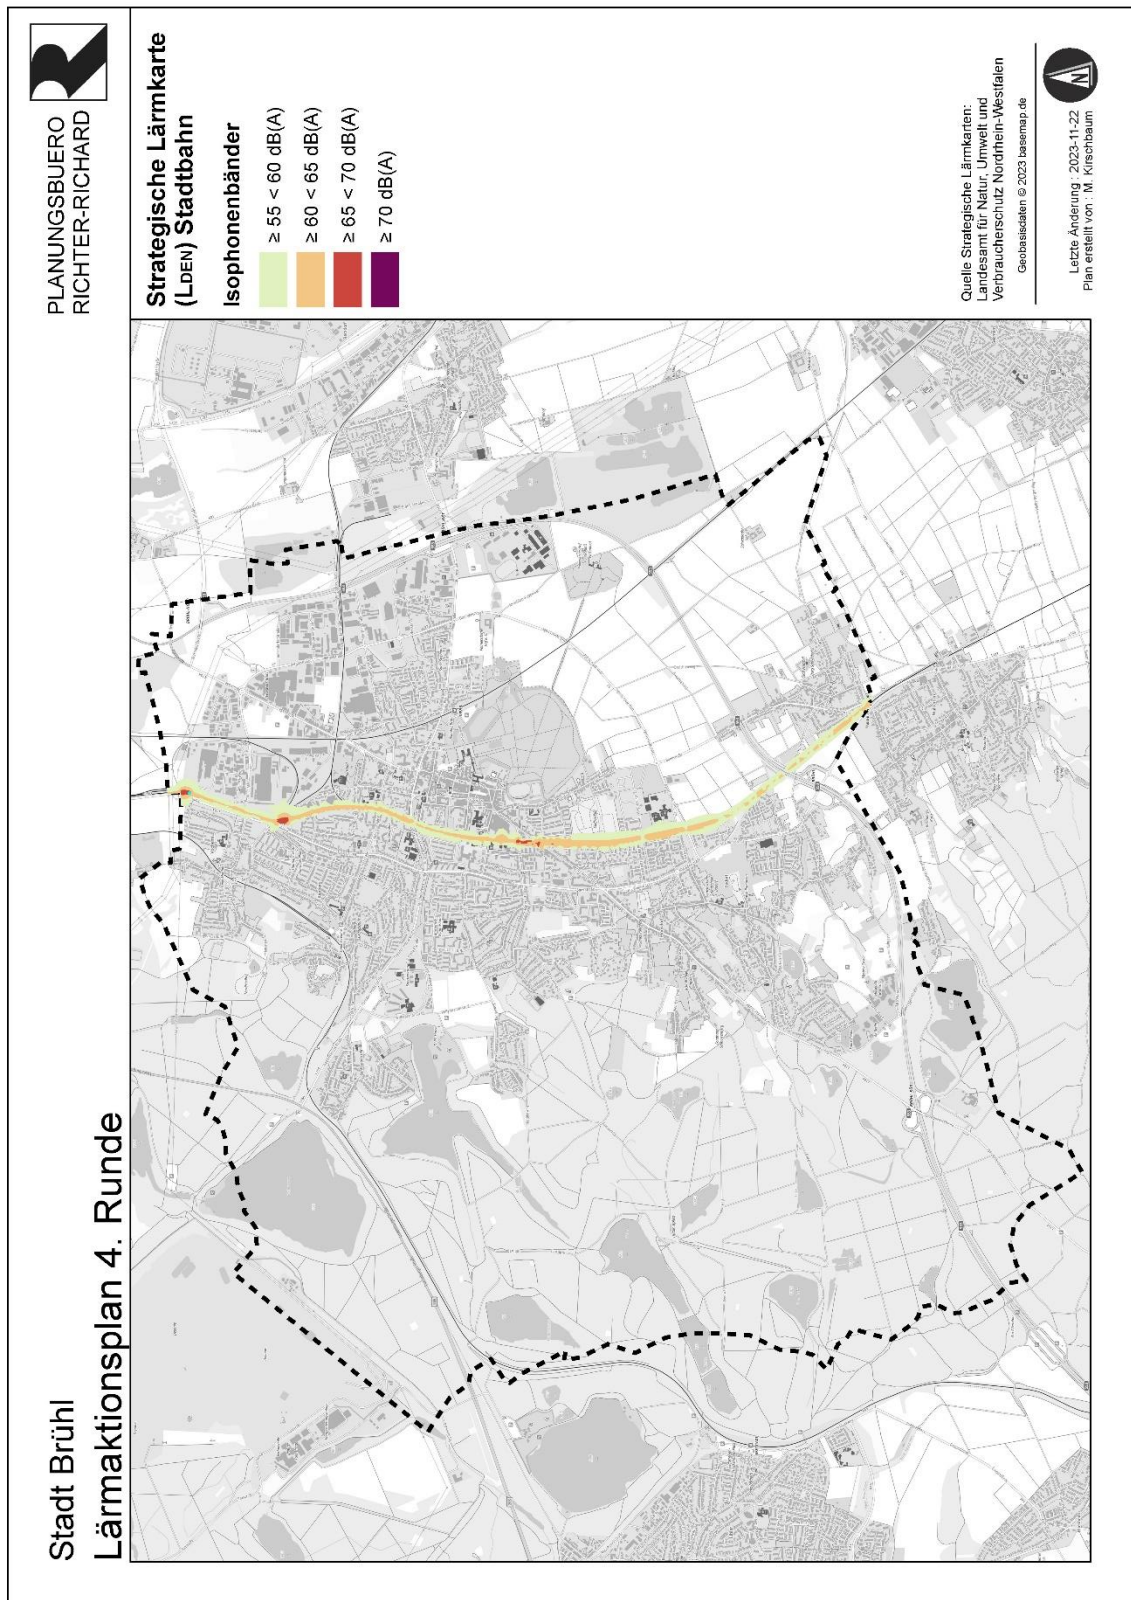 Stadt Brühl
Lärmaktionsplan 4. Runde
PLANUNGSBUERO
RICHTER-RICHARD
Strategische Lärmkarte
(LDEN) Stadtbahn
Isophonenbänder
≥ 55 < 60 dB(A)
≥ 60 < 65 dB(A)
≥ 65 < 70 dB(A)
≥ 70 dB(A)
Quelle Strategische Lärmkarten:
Landesamt für Natur, Umwelt und
Verbraucherschutz Nordrhein-Westfalen
Geobasisdaten © 2023 basemap.de
N
Letzte Änderung : 2023-11-22
Plan erstellt von : M. Kirschbaum